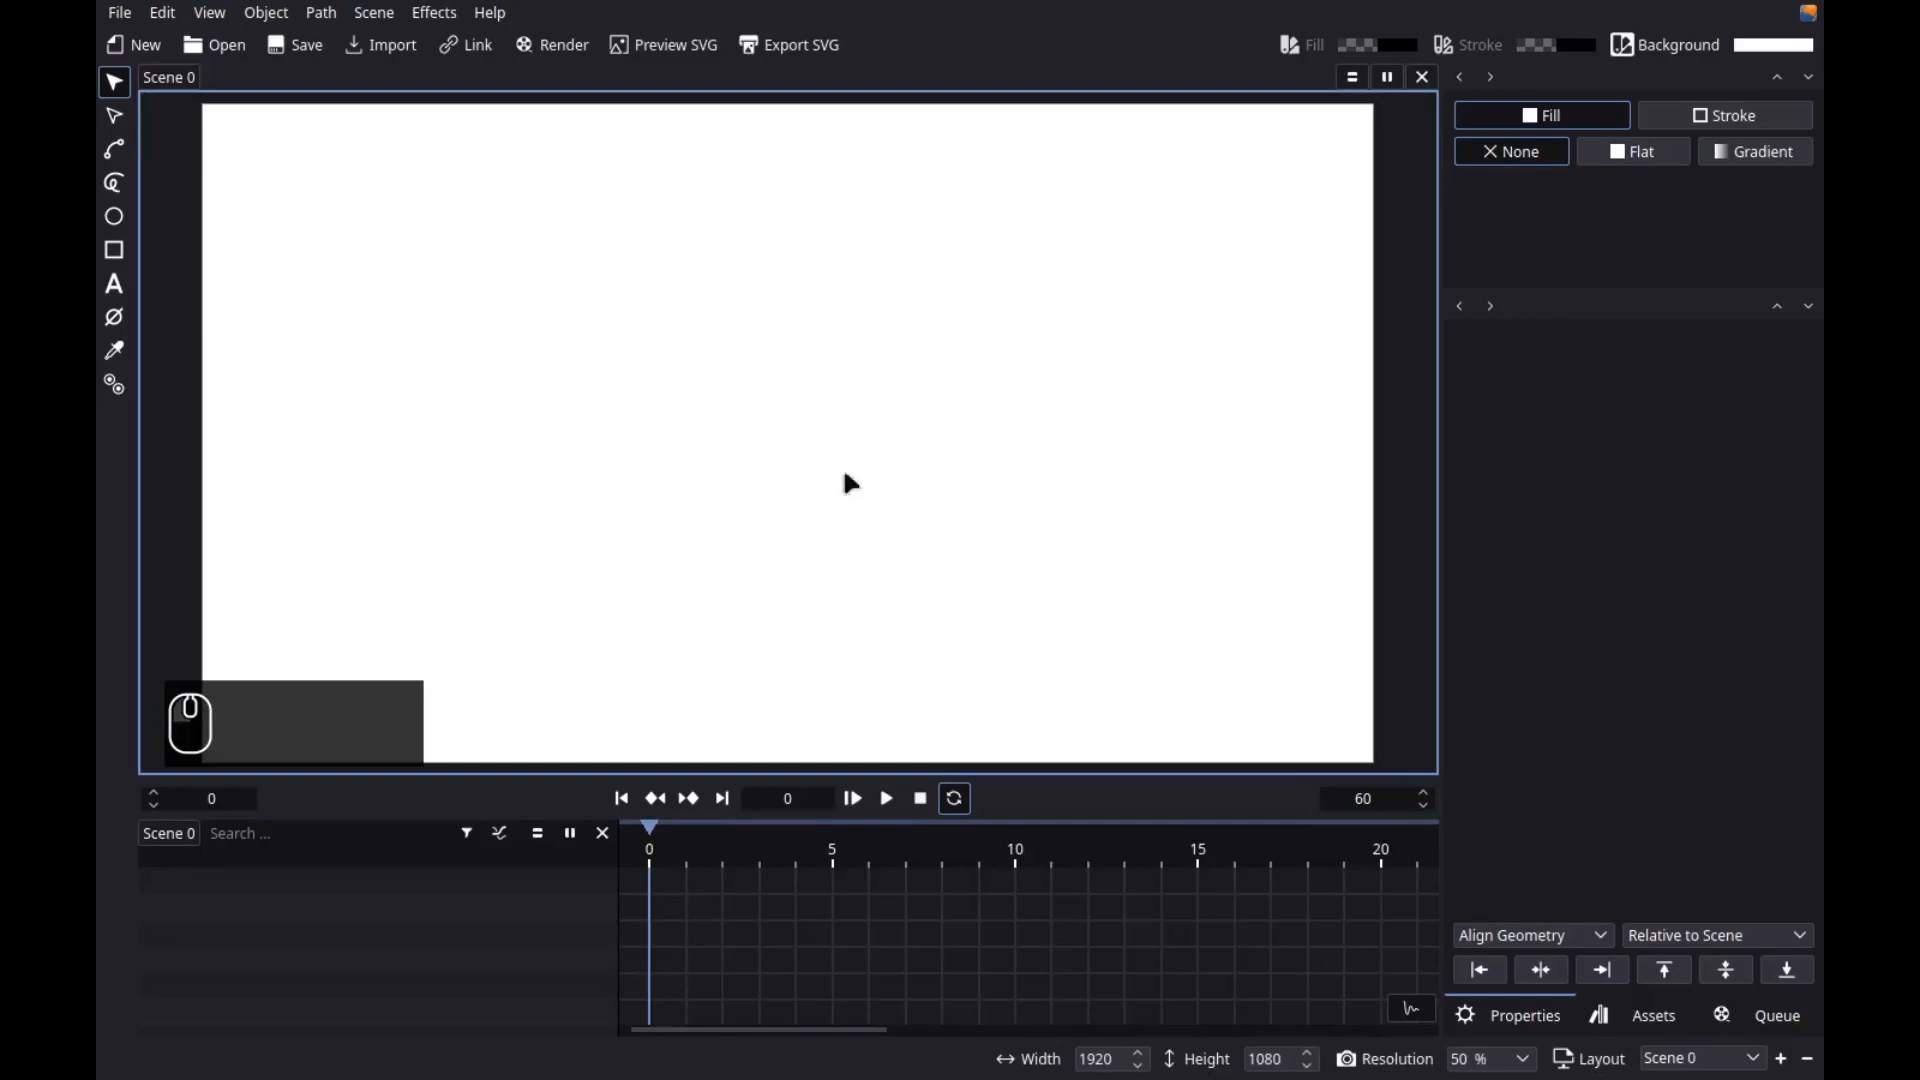 File Edit View Object Path Scene Effects Help
New Open Save Import Link Render Preview SVG Export SVG Fill Stroke Background
Scene 0
Fill Stroke
None Flat Gradient
0 0 60
Scene 0 Search ...
0 5 10 15 20
Align Geometry Relative to Scene
Properties Assets Queue
Width 1920 Height 1080 Resolution 50 % Layout Scene 0